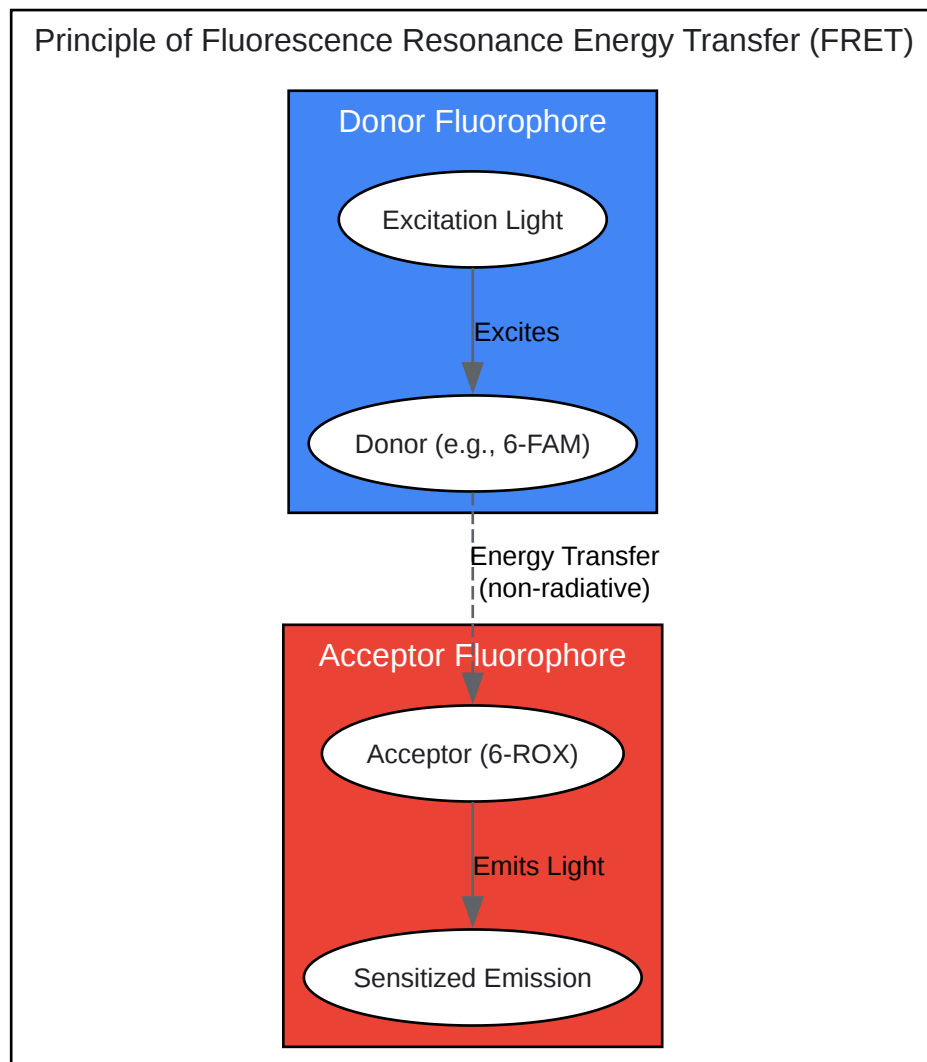 Principle of Fluorescence Resonance Energy Transfer (FRET)
Donor Fluorophore
Excitation Light
Excites
Donor (e.g., 6-FAM)
Energy Transfer
(non-radiative)
Acceptor Fluorophore
Acceptor (6-ROX)
Emits Light
Sensitized Emission